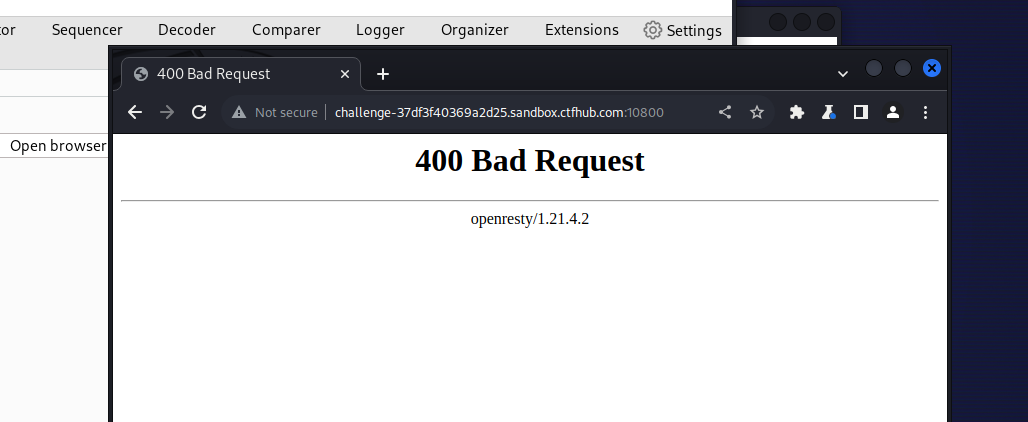 tor Sequencer Decoder Comparer Logger Organizer Extensions Settings
400 Bad Request
Not secure challenge-37df3f40369a2d25.sandbox.ctfhub.com:10800
Open browser
400 Bad Request
openresty/1.21.4.2